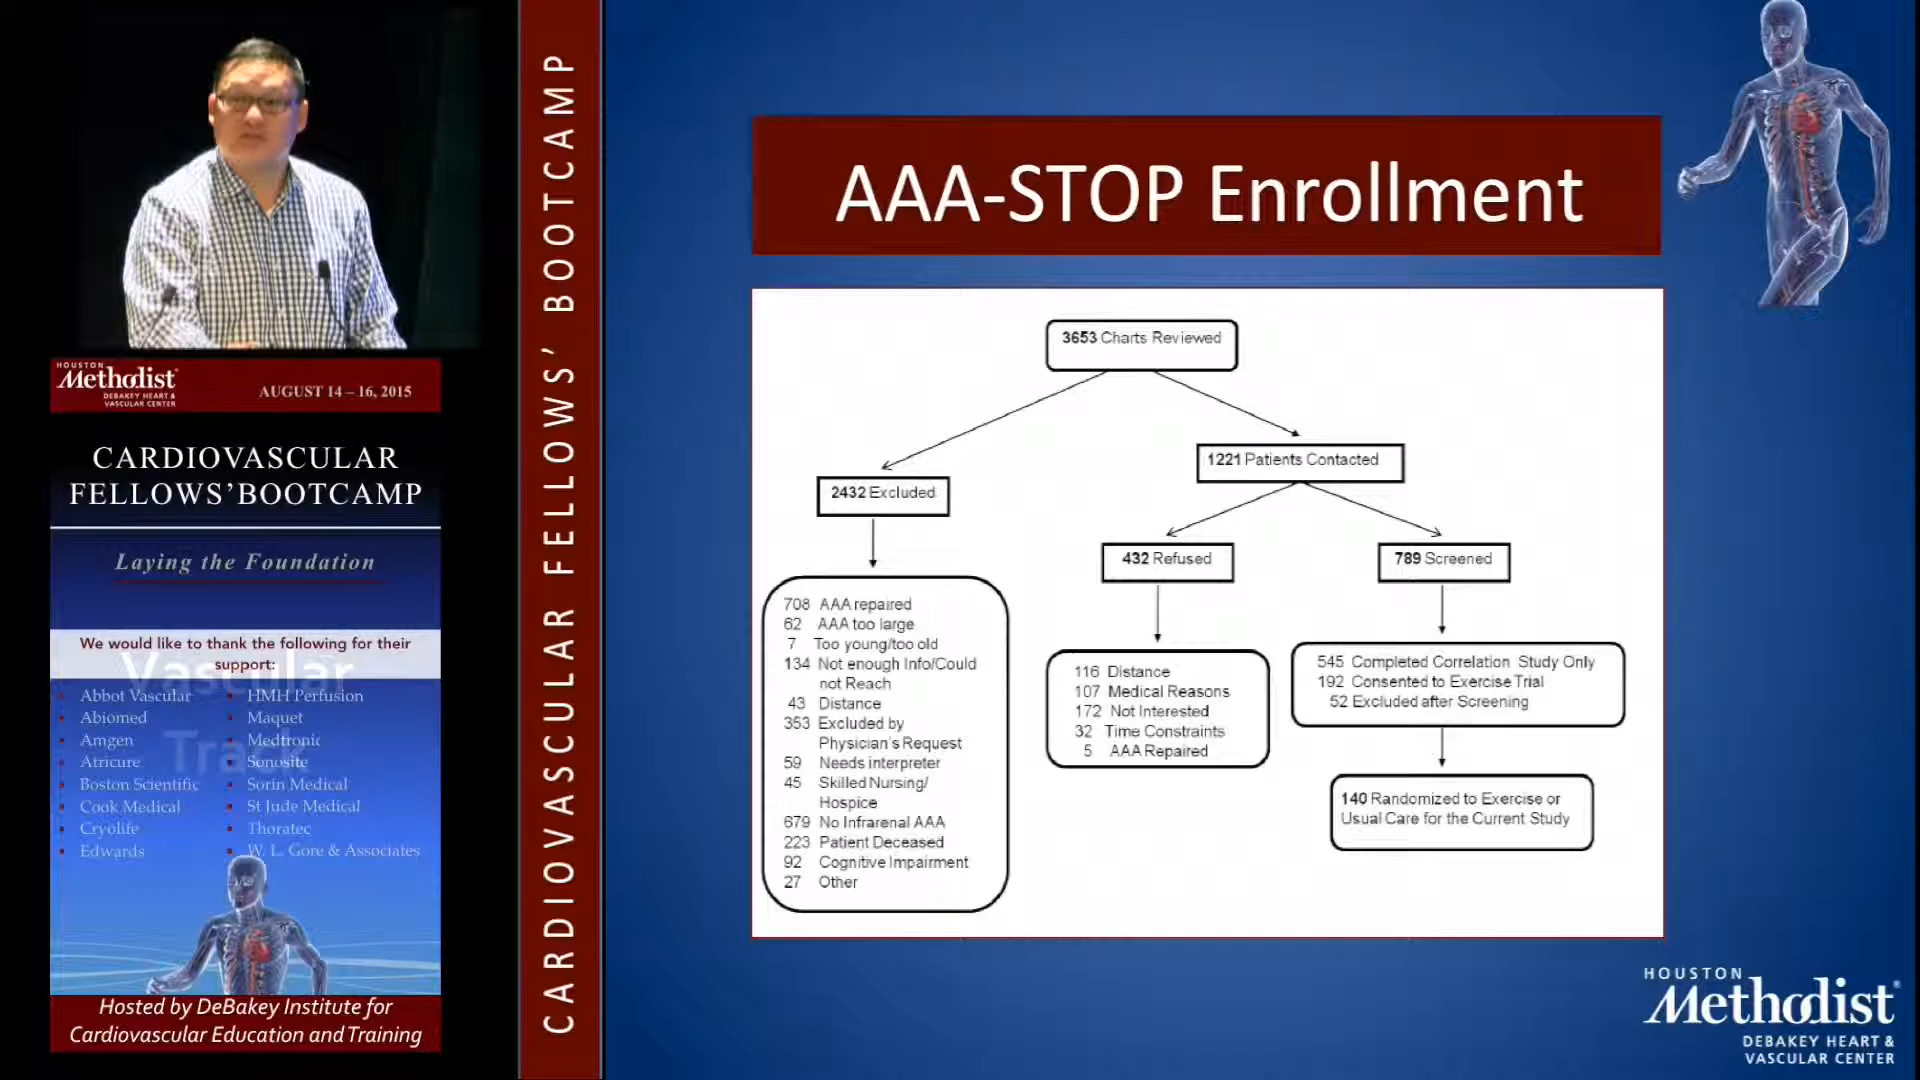 HOUSTON
Methodist
DEBAKEY HEART &
VASCULAR CENTER
AUGUST 14 – 16, 2015
CARDIOVASCULAR
FELLOWS'BOOTCAMP
Laying the Foundation
We would like to thank the following for their
support:
Vascular
Track
Abbot Vascular
Abiomed
Amgen
Atricure
Boston Scientific
Cook Medical
Cryolife
Edwards
HMH Perfusion
Maquet
Medtronic
Sonosite
Sorin Medical
St Jude Medical
Thoratec
W. L. Gore & Associates
Hosted by DeBakey Institute for
Cardiovascular Education and Training
CARDIOVASCULAR FELLOWS' BOOTCAMP
AAA-STOP Enrollment
3653 Charts Reviewed
1221 Patients Contacted
2432 Excluded
432 Refused
789 Screened
708 AAA repaired
62 AAA too large
7 Too young/too old
134 Not enough Info/Could
not Reach
43 Distance
353 Excluded by
Physician's Request
59 Needs interpreter
45 Skilled Nursing/
Hospice
679 No Infrarenal AAA
223 Patient Deceased
92 Cognitive Impairment
27 Other
116 Distance
107 Medical Reasons
172 Not Interested
32 Time Constraints
5 AAA Repaired
545 Completed Correlation Study Only
192 Consented to Exercise Trial
52 Excluded after Screening
140 Randomized to Exercise or
Usual Care for the Current Study
HOUSTON
Methodist
DEBAKEY HEART &
VASCULAR CENTER